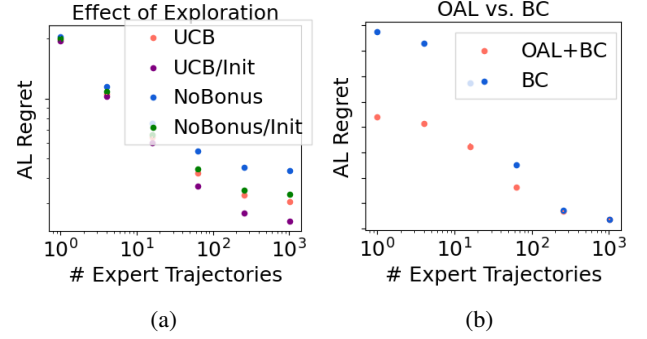 Effect of Exploration
UCB
UCB/Init
NoBonus
NoBonus/Init
AL Regret
10^0
10^1
10^2
10^3
# Expert Trajectories
(a)
OAL vs. BC
OAL+BC
BC
AL Regret
10^0
10^1
10^2
10^3
# Expert Trajectories
(b)